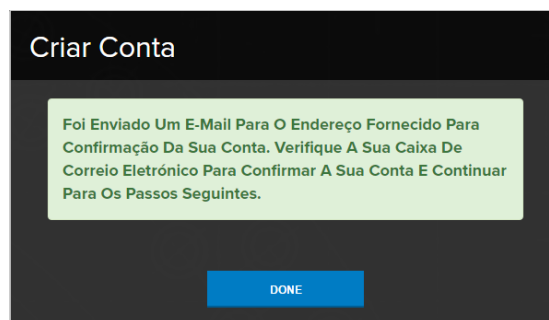 Criar Conta
Foi Enviado Um E-Mail Para O Endereço Fornecido Para
Confirmação Da Sua Conta. Verifique A Sua Caixa De
Correio Eletrónico Para Confirmar A Sua Conta E Continuar
Para Os Passos Seguintes.
DONE